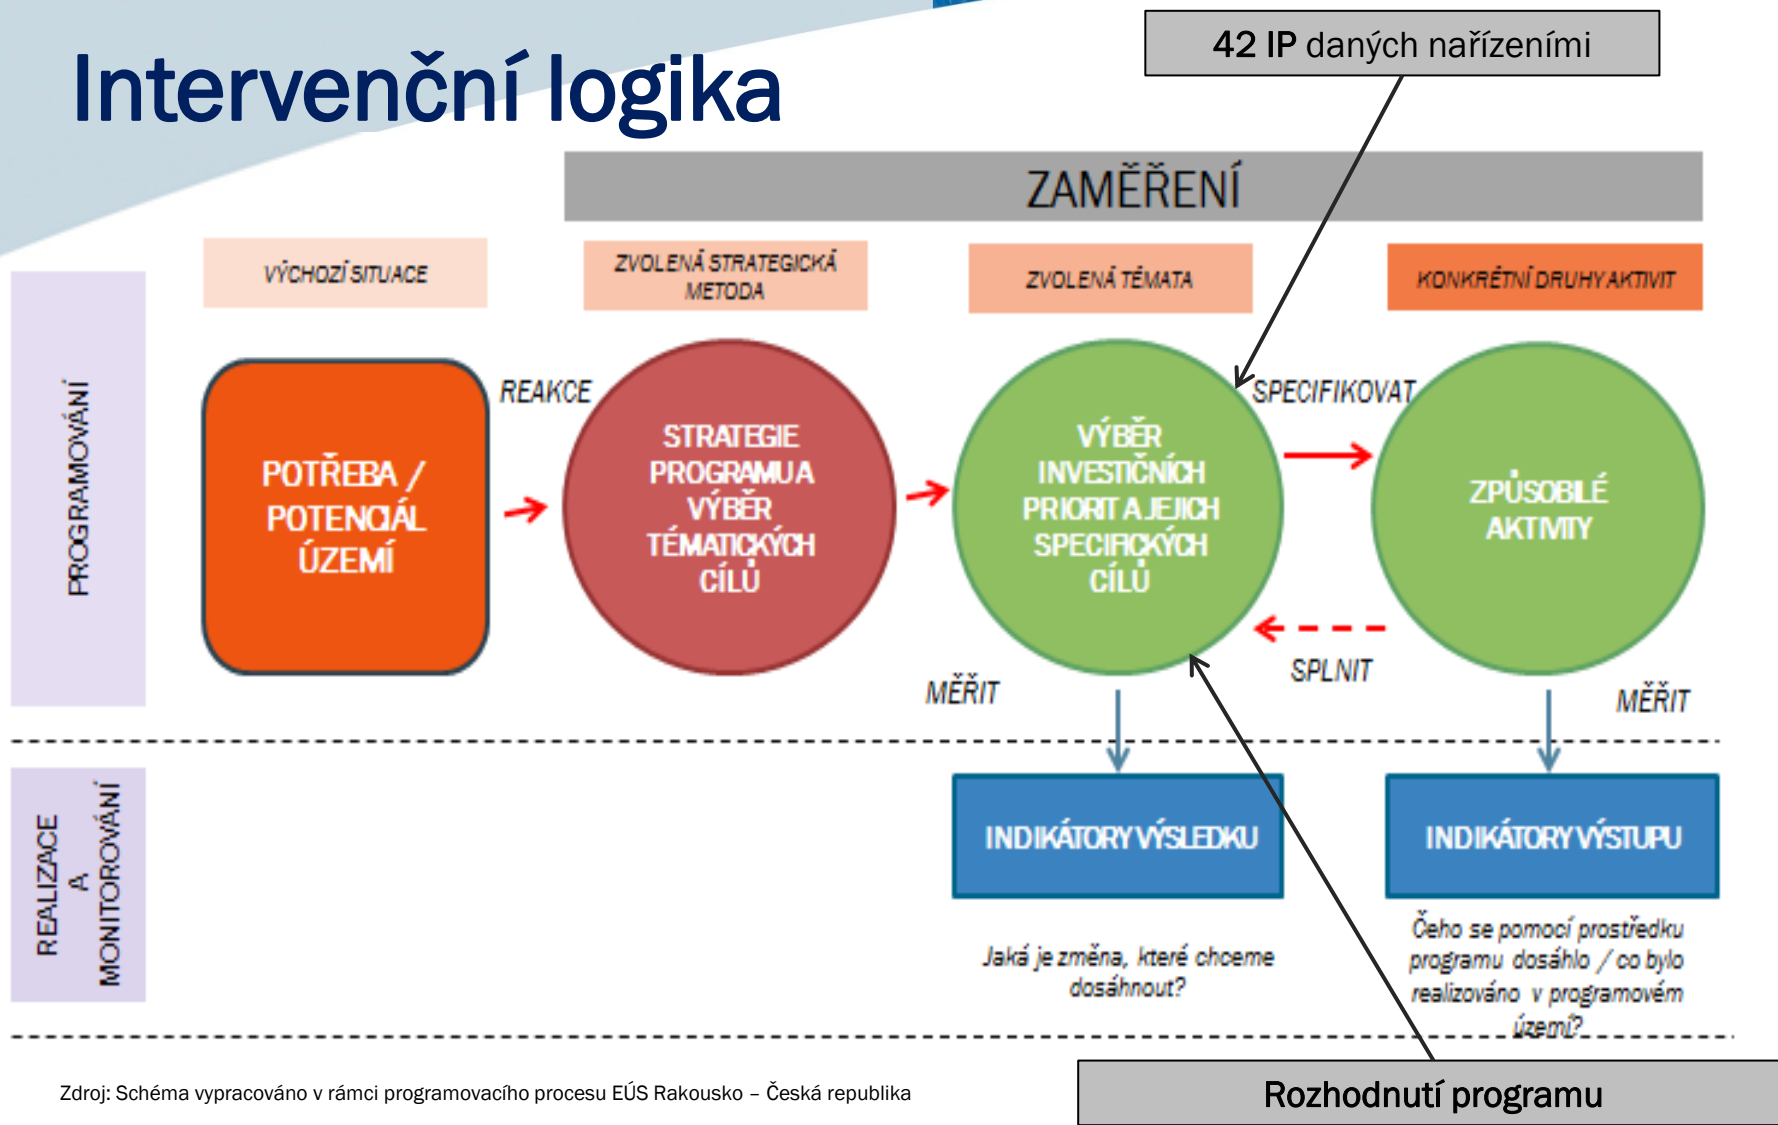 42 IP daných nařízeními
Intervenční logika
ZAMĚŘENÍ
VÝCHOZÍ SITUACE
ZVOLENÁ STRATEGICKÁ
METODA
ZVOLENÁ TÉMATA
KONKRÉTNÍ DRUHY AKTIVIT
PROGRAMOVÁNÍ
REAKCE
SPECIFIKOVAT
POTŘEBA /
POTENCIÁL
ÚZEMÍ
STRATEGIE
PROGRAMU A
VÝBĚR
TÉMATICKÝCH
CÍLŮ
VÝBĚR
INVESTIČNÍCH
PRIORIT A JEJICH
SPECIFICKÝCH
CÍLŮ
ZPŮSOBILÉ
AKTIVITY
SPLNIT
MĚŘIT
MĚŘIT
REALIZACE
A
MONITOROVÁNÍ
INDIKÁTORY VÝSLEDKU
INDIKÁTORY VÝSTUPU
Jaká je změna, které chceme
dosáhnout?
Čeho se pomocí prostředku
programu dosáhlo / co bylo
realizováno v programovém
území?
Zdroj: Schéma vypracováno v rámci programovacího procesu EÚS Rakousko – Česká republika
Rozhodnutí programu